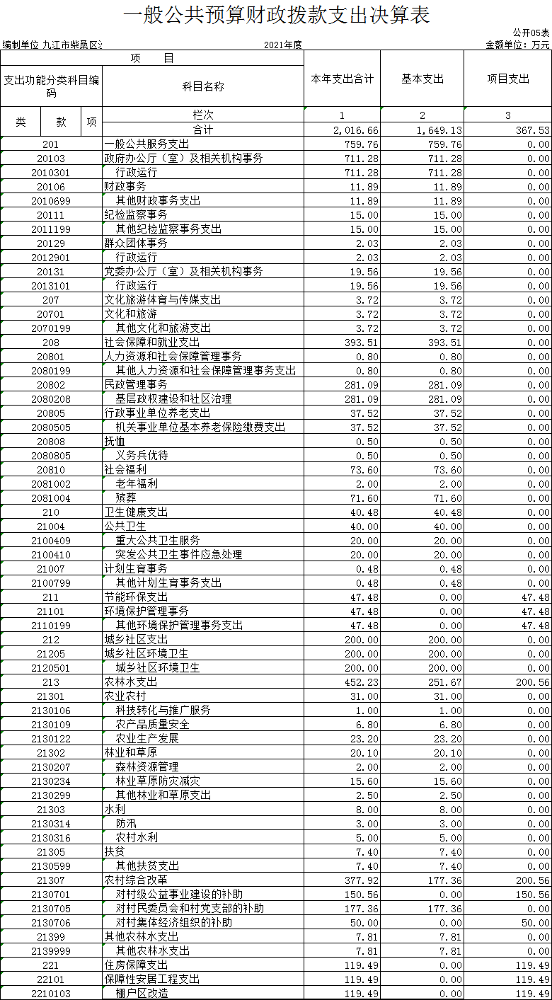 一般公共预算财政拨款支出决算表
公开05表
编制单位 九江市柴桑区 2021年度 金额单位：万元
项 目 本年支出合计 基本支出 项目支出
支出功能分类科目编码 科目名称
类 款 项 栏次 1 2 3
合计 2,016.66 1,649.13 367.53
201 一般公共服务支出 759.76 759.76 0.00
20103 政府办公厅（室）及相关机构事务 711.28 711.28 0.00
2010301 行政运行 711.28 711.28 0.00
20106 财政事务 11.89 11.89 0.00
2010699 其他财政事务支出 11.89 11.89 0.00
20111 纪检监察事务 15.00 15.00 0.00
2011199 其他纪检监察事务支出 15.00 15.00 0.00
20129 群众团体事务 2.03 2.03 0.00
2012901 行政运行 2.03 2.03 0.00
20131 党委办公厅（室）及相关机构事务 19.56 19.56 0.00
2013101 行政运行 19.56 19.56 0.00
207 文化旅游体育与传媒支出 3.72 3.72 0.00
20701 文化和旅游 3.72 3.72 0.00
2070199 其他文化和旅游支出 3.72 3.72 0.00
208 社会保障和就业支出 393.51 393.51 0.00
20801 人力资源和社会保障管理事务 0.80 0.80 0.00
2080199 其他人力资源和社会保障管理事务支出 0.80 0.80 0.00
20802 民政管理事务 281.09 281.09 0.00
2080208 基层政权建设和社区治理 281.09 281.09 0.00
20805 行政事业单位养老支出 37.52 37.52 0.00
2080505 机关事业单位基本养老保险缴费支出 37.52 37.52 0.00
20808 抚恤 0.50 0.50 0.00
2080805 义务兵优待 0.50 0.50 0.00
20810 社会福利 73.60 73.60 0.00
2081002 老年福利 2.00 2.00 0.00
2081004 殡葬 71.60 71.60 0.00
210 卫生健康支出 40.48 40.48 0.00
21004 公共卫生 40.00 40.00 0.00
2100409 重大公共卫生服务 20.00 20.00 0.00
2100410 突发公共卫生事件应急处理 20.00 20.00 0.00
21007 计划生育事务 0.48 0.48 0.00
2100799 其他计划生育事务支出 0.48 0.48 0.00
211 节能环保支出 47.48 0.00 47.48
21101 环境保护管理事务 47.48 0.00 47.48
2110199 其他环境保护管理事务支出 47.48 0.00 47.48
212 城乡社区支出 200.00 200.00 0.00
21205 城乡社区环境卫生 200.00 200.00 0.00
2120501 城乡社区环境卫生 200.00 200.00 0.00
213 农林水支出 452.23 251.67 200.56
21301 农业农村 31.00 31.00 0.00
2130106 科技转化与推广服务 1.00 1.00 0.00
2130109 农产品质量安全 6.80 6.80 0.00
2130122 农业生产发展 23.20 23.20 0.00
21302 林业和草原 20.10 20.10 0.00
2130207 森林资源管理 2.00 2.00 0.00
2130234 林业草原防灾减灾 15.60 15.60 0.00
2130299 其他林业和草原支出 2.50 2.50 0.00
21303 水利 8.00 8.00 0.00
2130314 防汛 3.00 3.00 0.00
2130316 农村水利 5.00 5.00 0.00
21305 扶贫 7.40 7.40 0.00
2130599 其他扶贫支出 7.40 7.40 0.00
21307 农村综合改革 377.92 177.36 200.56
2130701 对村级公益事业建设的补助 150.56 0.00 150.56
2130705 对村民委员会和村党支部的补助 177.36 177.36 0.00
2130706 对村集体经济组织的补助 50.00 0.00 50.00
21399 其他农林水支出 7.81 7.81 0.00
2139999 其他农林水支出 7.81 7.81 0.00
221 住房保障支出 119.49 0.00 119.49
22101 保障性安居工程支出 119.49 0.00 119.49
2210103 棚户区改造 119.49 0.00 119.49